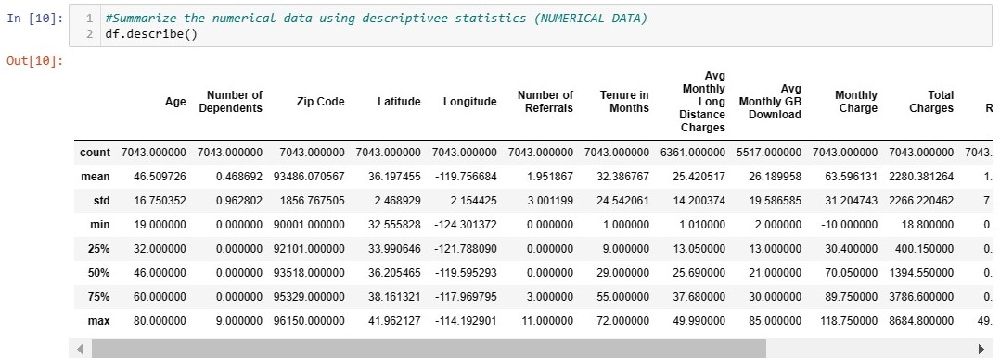 In [10]: 1 #Summarize the numerical data using descriptivee statistics (NUMERICAL DATA)
2 df.describe()
Out[10]:
Age Number of Dependents Zip Code Latitude Longitude Number of Referrals Tenure in Months Avg Monthly Long Distance Charges Avg Monthly GB Download Monthly Charge Total Charges R
count 7043.000000 7043.000000 7043.000000 7043.000000 7043.000000 7043.000000 7043.000000 6361.000000 5517.000000 7043.000000 7043.000000 7043.
mean 46.509726 0.468692 93486.070567 36.197455 -119.756684 1.951867 32.386767 25.420517 26.189958 63.596131 2280.381264 1.
std 16.750352 0.962802 1856.767505 2.468929 2.154425 3.001199 24.542061 14.200374 19.586585 31.204743 2266.220462 7.
min 19.000000 0.000000 90001.000000 32.555828 -124.301372 0.000000 1.000000 1.010000 2.000000 -10.000000 18.800000 0.
25% 32.000000 0.000000 92101.000000 33.990646 -121.788090 0.000000 9.000000 13.050000 13.000000 30.400000 400.150000 0.
50% 46.000000 0.000000 93518.000000 36.205465 -119.595293 0.000000 29.000000 25.690000 21.000000 70.050000 1394.550000 0.
75% 60.000000 0.000000 95329.000000 38.161321 -117.969795 3.000000 55.000000 37.680000 30.000000 89.750000 3786.600000 0.
max 80.000000 9.000000 96150.000000 41.962127 -114.192901 11.000000 72.000000 49.990000 85.000000 118.750000 8684.800000 49.